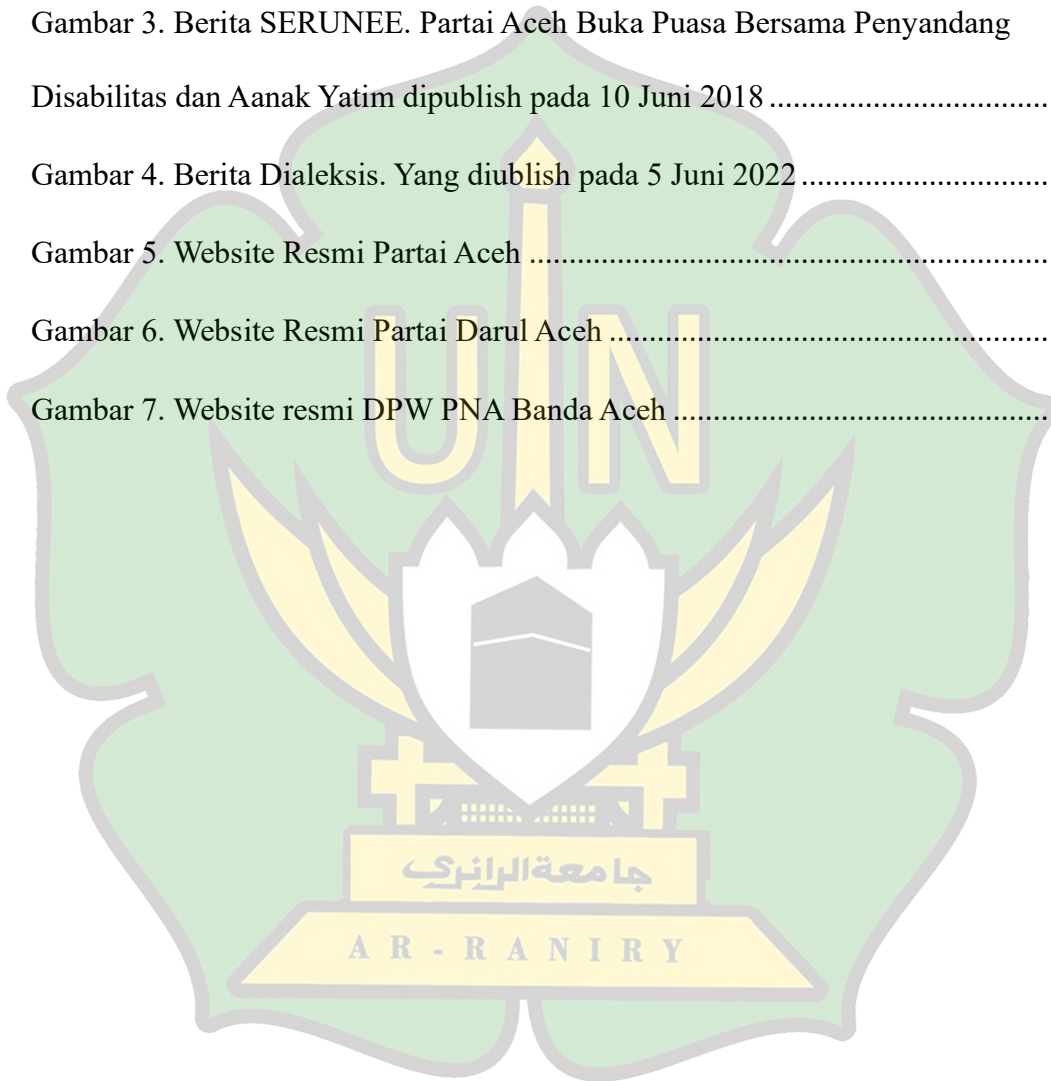 Gambar 3. Berita SERUNEE. Partai Aceh Buka Puasa Bersama Penyandang
Disabilitas dan Aanak Yatim dipublish pada 10 Juni 2018 ..................................
Gambar 4. Berita Dialeksis. Yang diublish pada 5 Juni 2022 ..............................
Gambar 5. Website Resmi Partai Aceh ...............................................................
Gambar 6. Website Resmi Partai Darul Aceh .....................................................
Gambar 7. Website resmi DPW PNA Banda Aceh .............................................
UIN
جامعةالرانري
AR-RANIRY